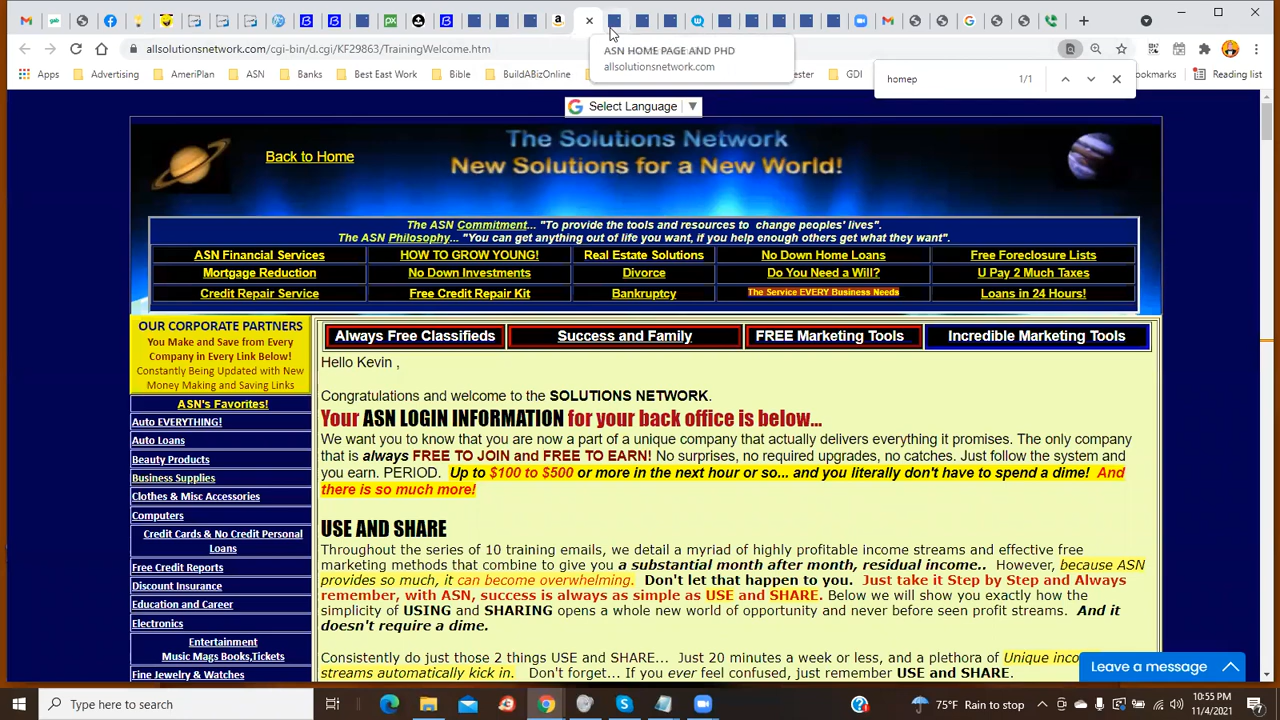 allsolutionsnetwork.com/cgi-bin/d.cgi/KF29863/TrainingWelcome.htm
ASN HOME PAGE AND PHD
allsolutionsnetwork.com
Apps
Advertising
ASN
Banks
Best East Work
Bible
BuildABizOnline
GDI
okmarks
Reading list
homep
1/1
Select Language
The Solutions Network
New Solutions for a New World!
Back to Home
The ASN Commitment... "To provide the tools and resources to change peoples' lives".
The ASN Philosophy... "You can get anything out of life you want, if you help enough others get what they want".
ASN Financial Services HOW TO GROW YOUNG! Real Estate Solutions No Down Home Loans Free Foreclosure Lists
Mortgage Reduction No Down Investments Divorce Do You Need a Will? U Pay 2 Much Taxes
Credit Repair Service Free Credit Repair Kit Bankruptcy The Service EVERY Business Needs Loans in 24 Hours!
OUR CORPORATE PARTNERS
You Make and Save from Every
Company in Every Link Below!
Constantly Being Updated with New
Money Making and Saving Links
ASN's Favorites!
Auto EVERYTHING!
Auto Loans
Beauty Products
Business Supplies
Clothes & Misc Accessories
Computers
Credit Cards & No Credit Personal
Loans
Free Credit Reports
Discount Insurance
Education and Career
Electronics
Entertainment
Music Mags Books,Tickets
Fine Jewelry & Watches
Always Free Classifieds Success and Family FREE Marketing Tools Incredible Marketing Tools
Hello Kevin ,
Congratulations and welcome to the SOLUTIONS NETWORK.
Your ASN LOGIN INFORMATION for your back office is below...
We want you to know that you are now a part of a unique company that actually delivers everything it promises. The only company
that is always FREE TO JOIN and FREE TO EARN! No surprises, no required upgrades, no catches. Just follow the system and
you earn. PERIOD. Up to $100 to $500 or more in the next hour or so... and you literally don't have to spend a dime! And
there is so much more!
USE AND SHARE
Throughout the series of 10 training emails, we detail a myriad of highly profitable income streams and effective free
marketing methods that combine to give you a substantial month after month, residual income.. However, because ASN
provides so much, it can become overwhelming. Don't let that happen to you. Just take it Step by Step and Always
remember, with ASN, success is always as simple as USE and SHARE. Below we will show you exactly how the
simplicity of USING and SHARING opens a whole new world of opportunity and never before seen profit streams. And it
doesn't require a dime.
Consistently do just those 2 things USE and SHARE... Just 20 minutes a week or less, and a plethora of Unique inco
streams automatically kick in. Don't forget... If you ever feel confused, just remember USE and SHARE.
Leave a message
Type here to search
75°F Rain to stop
10:55 PM
11/4/2021